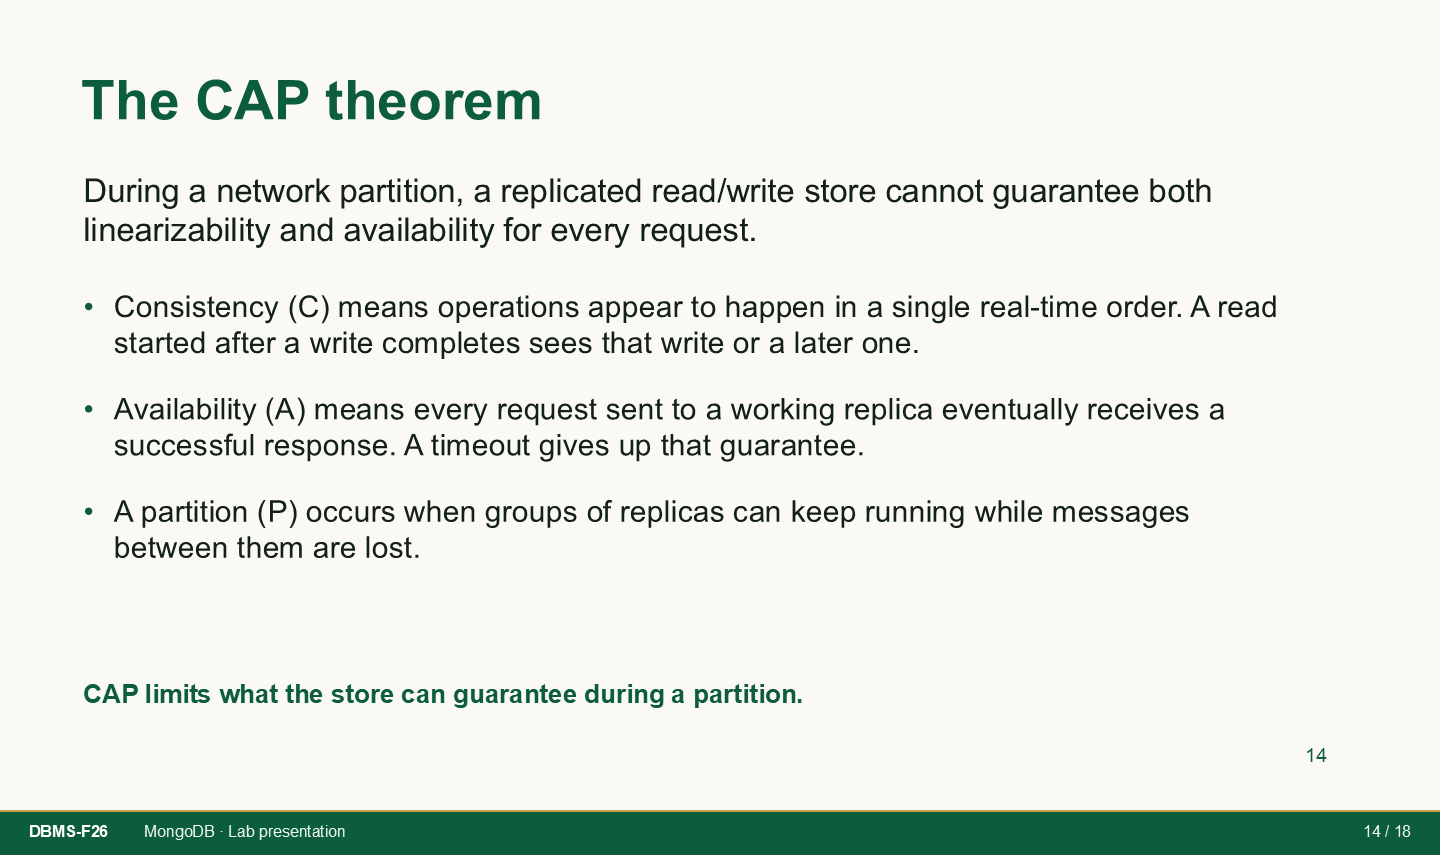 The CAP theorem
During a network partition, a replicated read/write store cannot guarantee both
linearizability and availability for every request.
• Consistency (C) means operations appear to happen in a single real-time order. A read
started after a write completes sees that write or a later one.
• Availability (A) means every request sent to a working replica eventually receives a
successful response. A timeout gives up that guarantee.
• A partition (P) occurs when groups of replicas can keep running while messages
between them are lost.
CAP limits what the store can guarantee during a partition.
14
DBMS-F26 MongoDB · Lab presentation 14 / 18